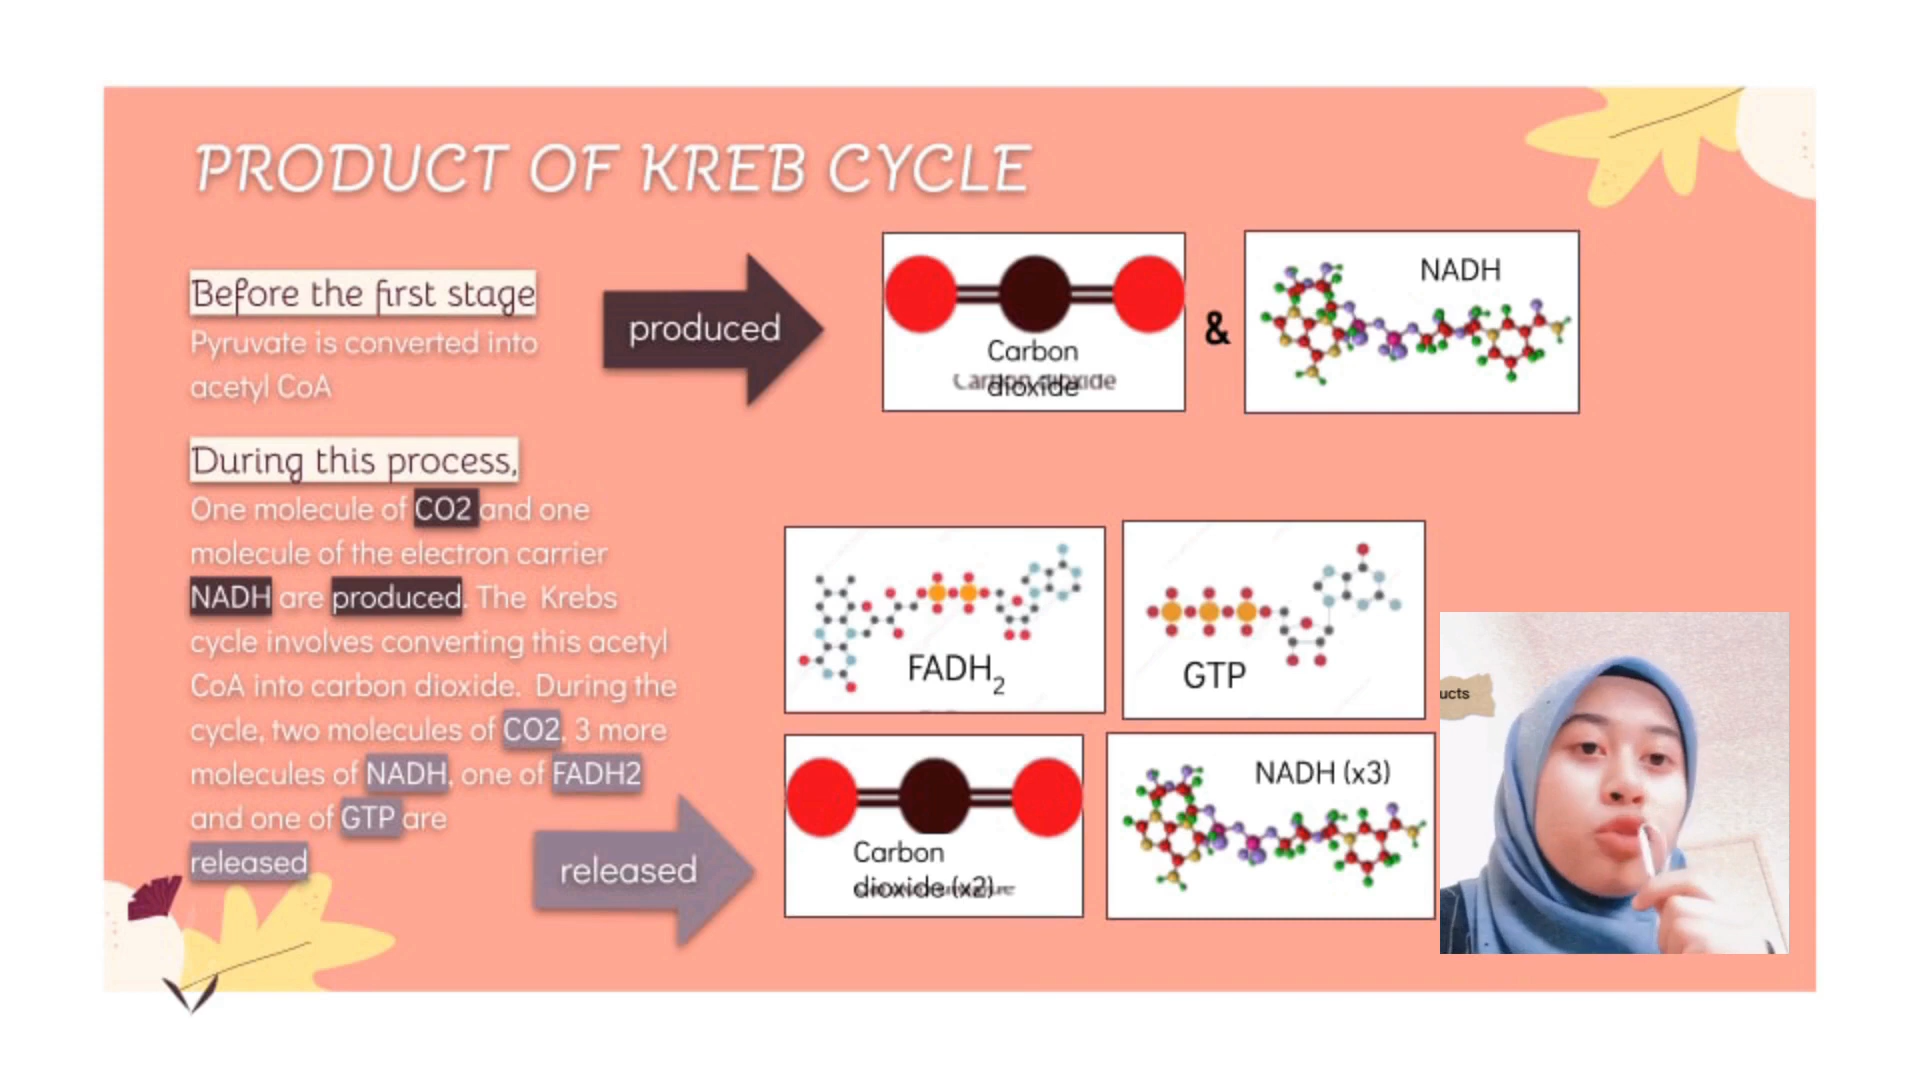 PRODUCT OF KREB CYCLE
Before the first stage
Pyruvate is converted into
acetyl CoA
produced
Carbon
dioxide
Carbon dioxide
&
NADH
During this process,
One molecule of CO2 and one
molecule of the electron carrier
NADH are produced. The Krebs
cycle involves converting this acetyl
CoA into carbon dioxide. During the
cycle, two molecules of CO2, 3 more
molecules of NADH, one of FADH2
and one of GTP are
released
released
FADH2
GTP
Carbon
dioxide (x2)
NADH (x3)
ucts